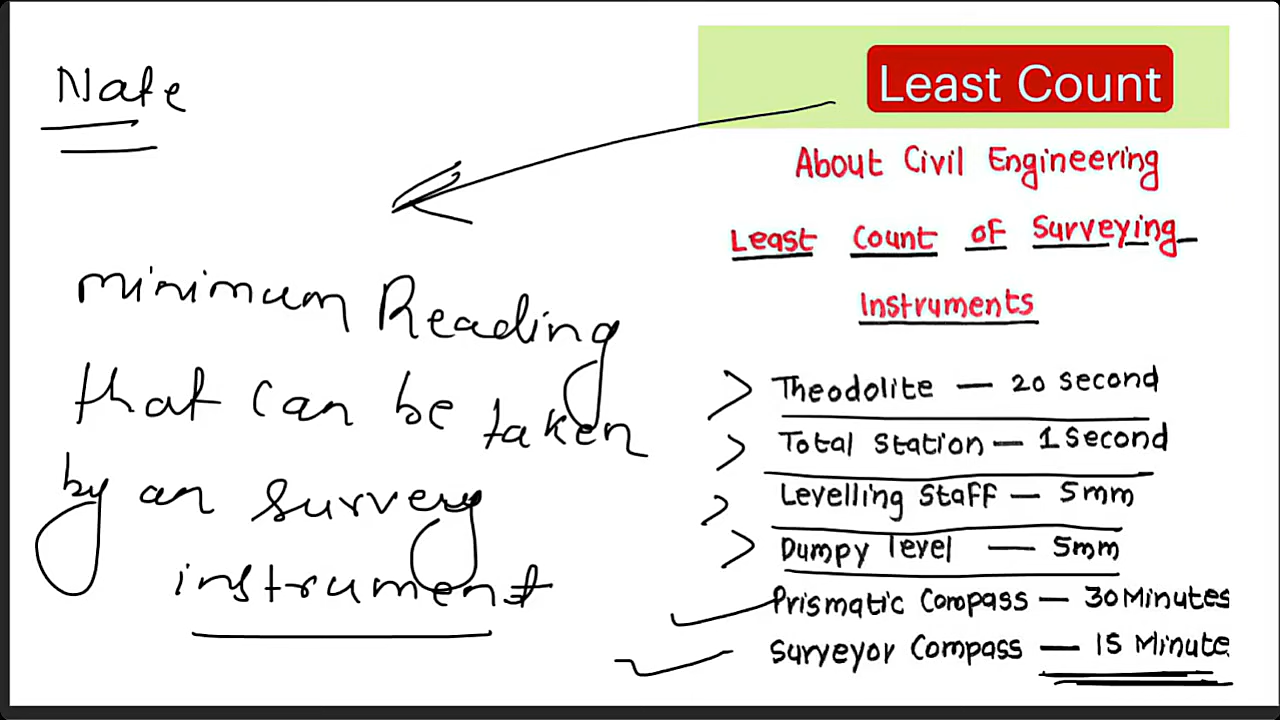 Note
minimum Reading
that can be taken
by an survery
instrument
Least Count
About Civil Engineering
Least Count of Surveying
Instruments
Theodolite — 20 second
Total Station — 1 Second
Levelling Staff — 5mm
Dumpy level — 5mm
Prismatic Compass — 30 Minutes
Surveyor Compass — 15 Minute